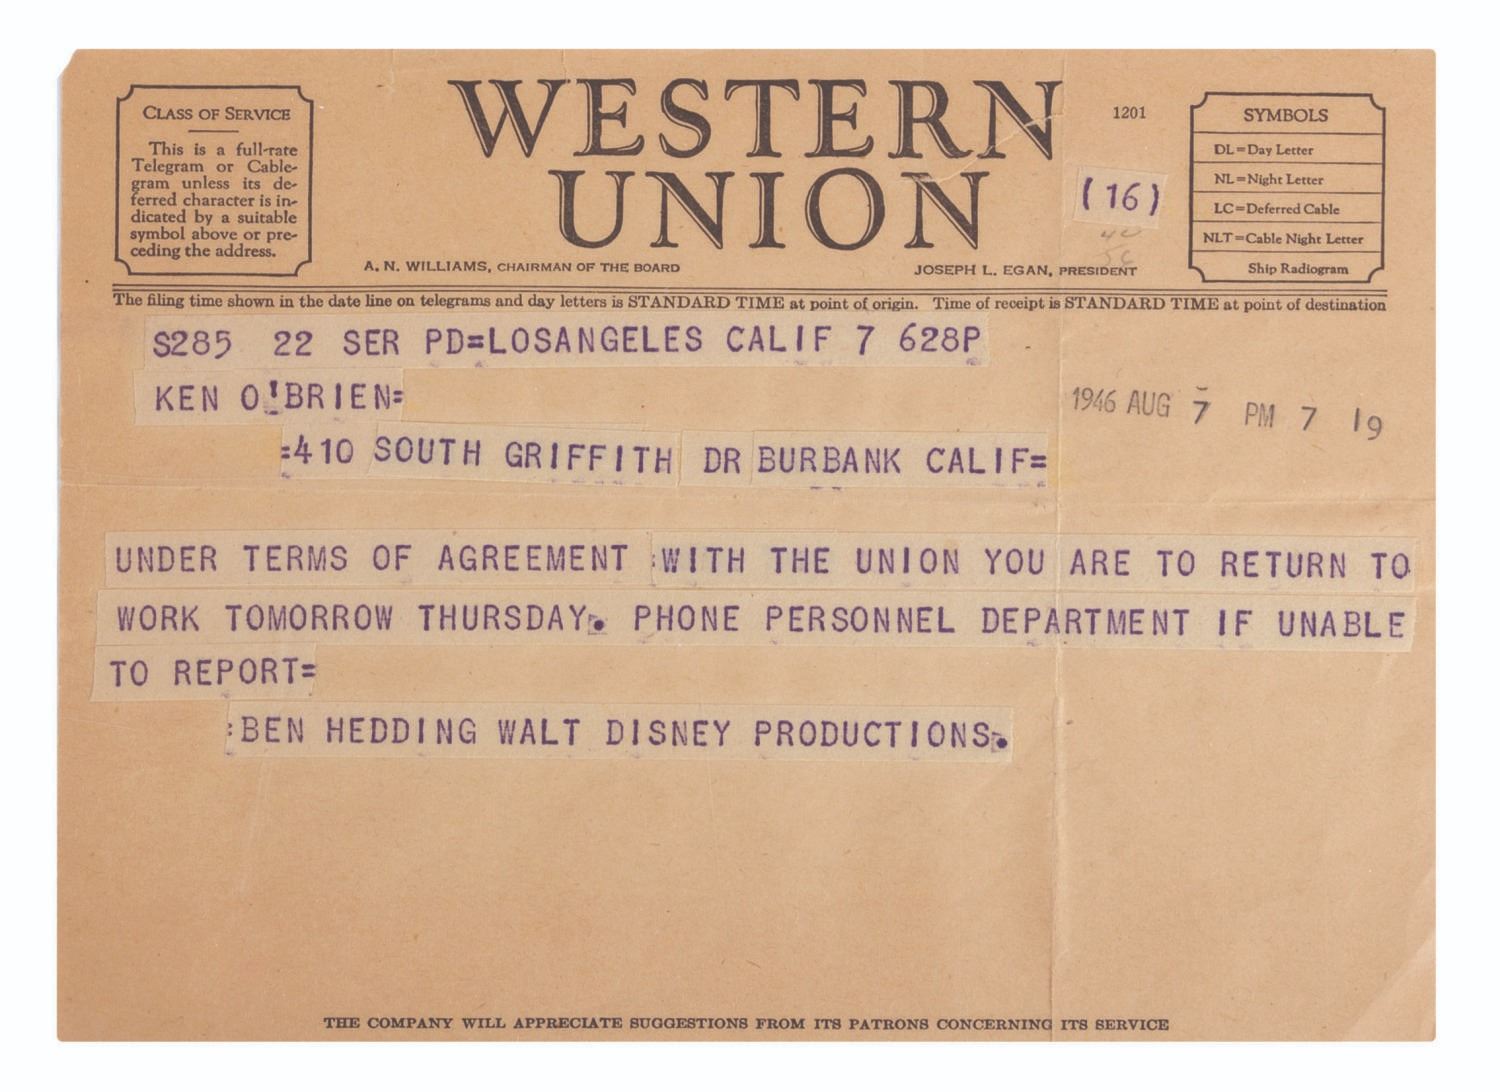 CLASS OF SERVICE
This is a full-rate
Telegram or Cable-
gram unless its de-
ferred character is in-
dicated by a suitable
symbol above or pre-
ceding the address.
WESTERN
UNION
1201
(16)
A. N. WILLIAMS, CHAIRMAN OF THE BOARD
JOSEPH L. EGAN, PRESIDENT
SYMBOLS
DL=Day Letter
NL=Night Letter
LC=Deferred Cable
NLT=Cable Night Letter
Ship Radiogram
The filing time shown in the date line on telegrams and day letters is STANDARD TIME at point of origin. Time of receipt is STANDARD TIME at point of destination
S285 22 SER PD=LOSANGELES CALIF 7 628P
KEN O'BRIEN=
1946 AUG 7 PM 7 19
=410 SOUTH GRIFFITH DR BURBANK CALIF=
UNDER TERMS OF AGREEMENT :WITH THE UNION YOU ARE TO RETURN TO
WORK TOMORROW THURSDAY. PHONE PERSONNEL DEPARTMENT IF UNABLE
TO REPORT=
:BEN HEDDING WALT DISNEY PRODUCTIONS.
THE COMPANY WILL APPRECIATE SUGGESTIONS FROM ITS PATRONS CONCERNING ITS SERVICE